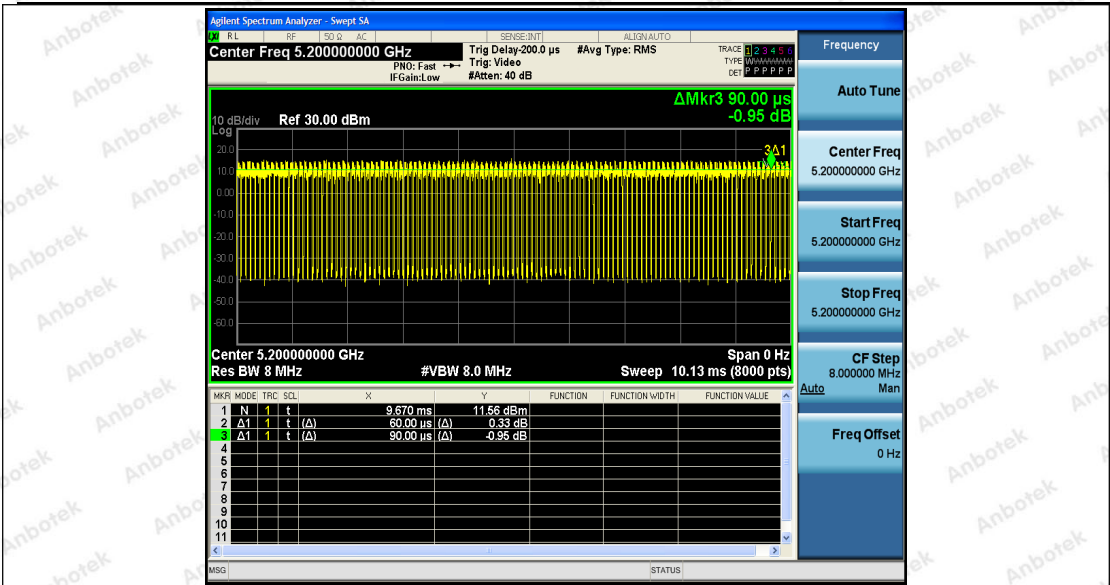 Agilent Spectrum Analyzer - Swept SA
LXI RL RF 50 Ω AC SENSE:INT ALIGNAUTO
Center Freq 5.200000000 GHz
PNO: Fast
IFGain:Low
Trig Delay-200.0 µs #Avg Type: RMS
Trig: Video
#Atten: 40 dB
TRACE 1 2 3 4 5 6
TYPE WWWWWW
DET P P P P P P
ΔMkr3 90.00 µs
-0.95 dB
10 dB/div Ref 30.00 dBm
Log
20.0
10.0
0.00
-10.0
-20.0
-30.0
-40.0
-50.0
-60.0
3Δ1
Center 5.200000000 GHz Span 0 Hz
Res BW 8 MHz #VBW 8.0 MHz Sweep 10.13 ms (8000 pts)
MKR MODE TRC SCL X Y FUNCTION FUNCTION WIDTH FUNCTION VALUE
1 N 1 t 9.670 ms 11.56 dBm
2 Δ1 1 t (Δ) 60.00 µs (Δ) 0.33 dB
3 Δ1 1 t (Δ) 90.00 µs (Δ) -0.95 dB
4
5
6
7
8
9
10
11
MSG STATUS
Frequency
Auto Tune
Center Freq
5.200000000 GHz
Start Freq
5.200000000 GHz
Stop Freq
5.200000000 GHz
CF Step
8.000000 MHz
Auto Man
Freq Offset
0 Hz
Anbotek